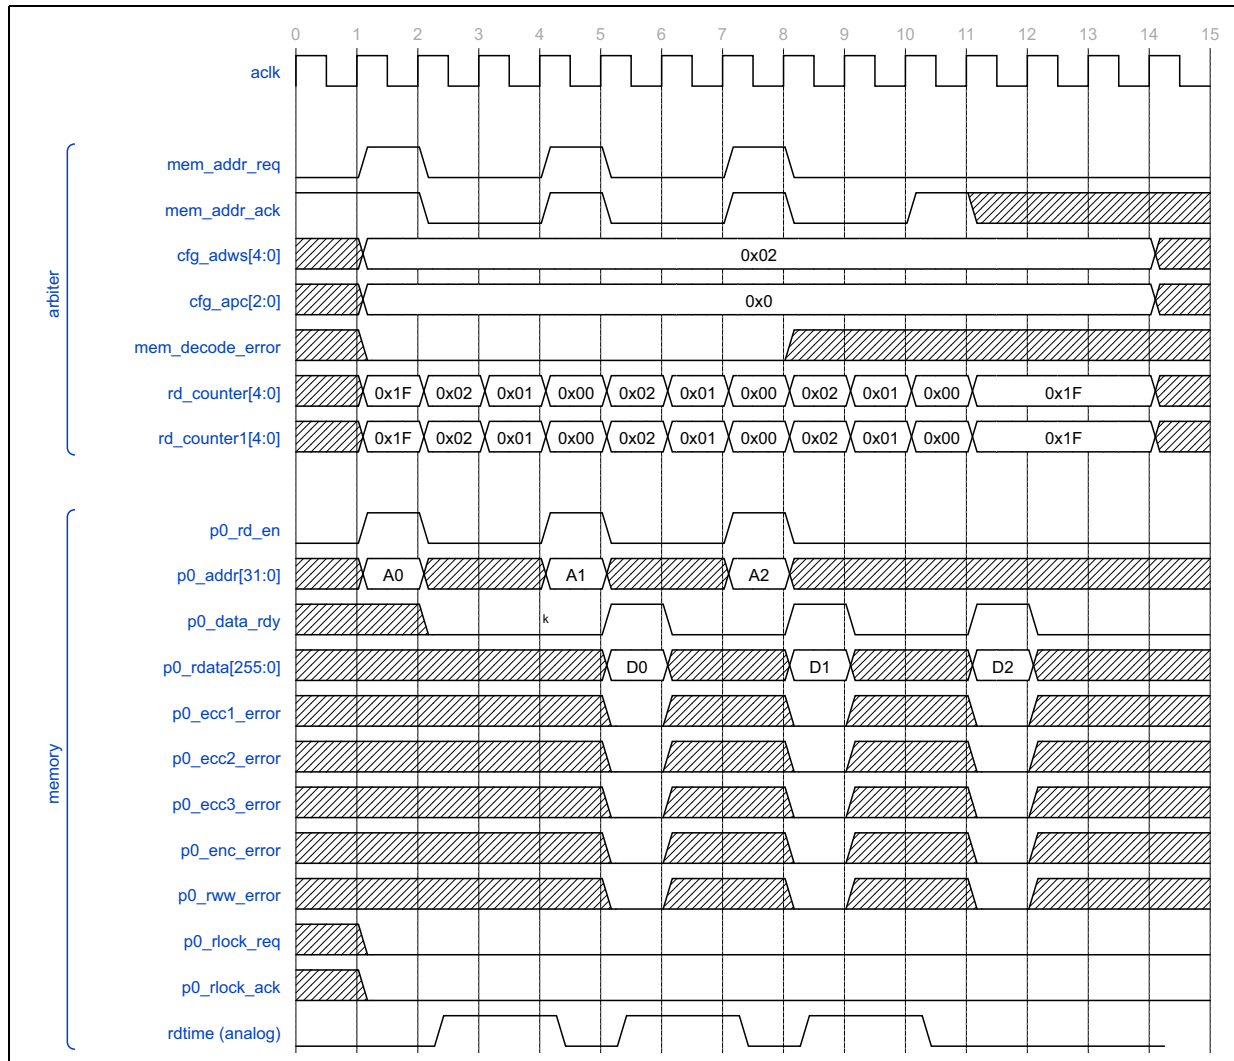 0 1 2 3 4 5 6 7 8 9 10 11 12 13 14 15
aclk
arbiter
mem_addr_req
mem_addr_ack
cfg_adws[4:0] 0x02
cfg_apc[2:0] 0x0
mem_decode_error
rd_counter[4:0] 0x1F 0x02 0x01 0x00 0x02 0x01 0x00 0x02 0x01 0x00 0x1F
rd_counter1[4:0] 0x1F 0x02 0x01 0x00 0x02 0x01 0x00 0x02 0x01 0x00 0x1F
memory
p0_rd_en
p0_addr[31:0] A0 A1 A2
p0_data_rdy k
p0_rdata[255:0] D0 D1 D2
p0_ecc1_error
p0_ecc2_error
p0_ecc3_error
p0_enc_error
p0_rww_error
p0_rlock_req
p0_rlock_ack
rdtime (analog)